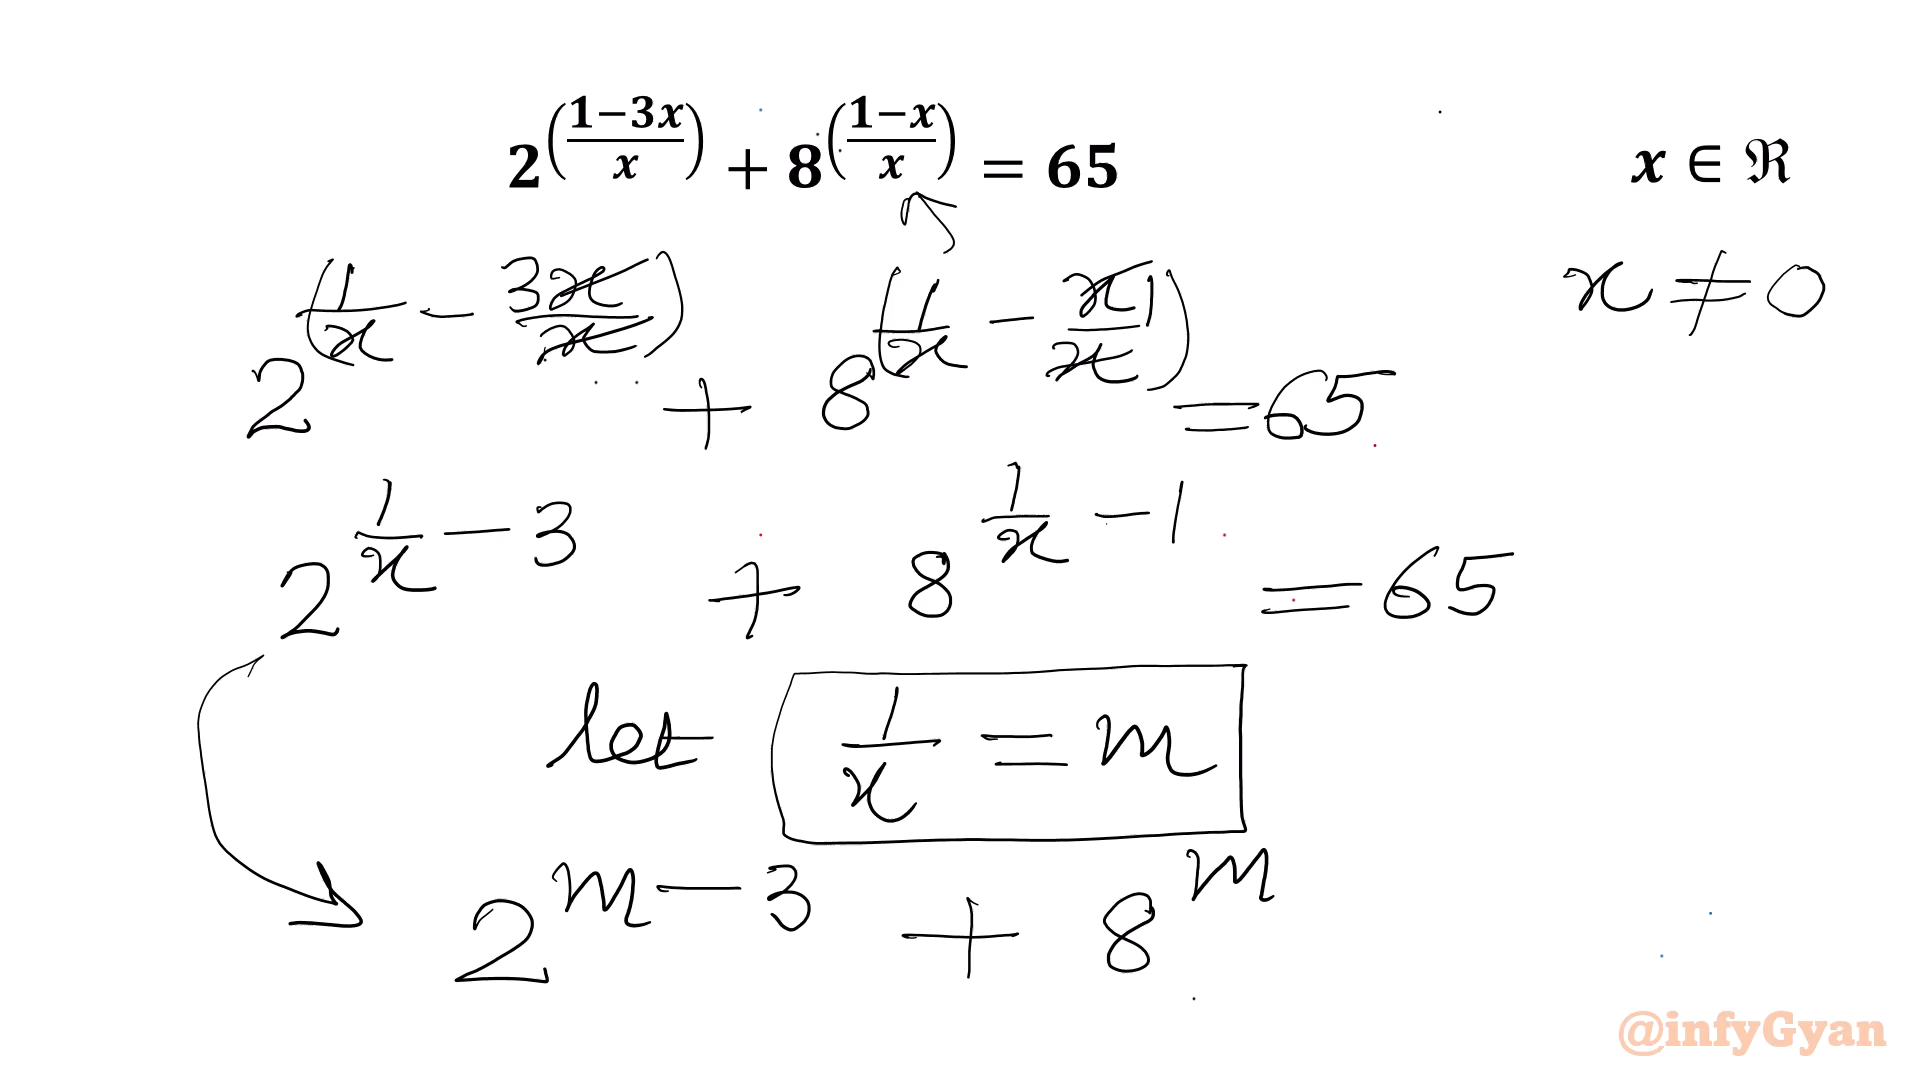 2^((1−3x)/x) + 8^((1−x)/x) = 65 x ∈ ℜ
2^(1/x − 3x/x) + 8^(1/x − x/x) = 65 x ≠ 0
2^(1/x − 3) + 8^(1/x − 1) = 65
let 1/x = m
2^(m − 3) + 8^m
@infyGyan